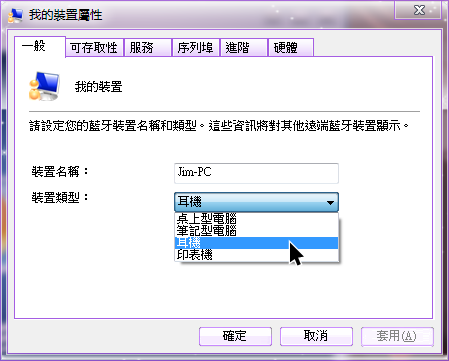 我的裝置屬性
一般 可存取性 服務 序列埠 進階 硬體
我的裝置
請設定您的藍牙裝置名稱和類型。這些資訊將對其他遠端藍牙裝置顯示。
裝置名稱：
Jim-PC
裝置類型：
耳機
桌上型電腦
筆記型電腦
耳機
印表機
確定 取消 套用(A)